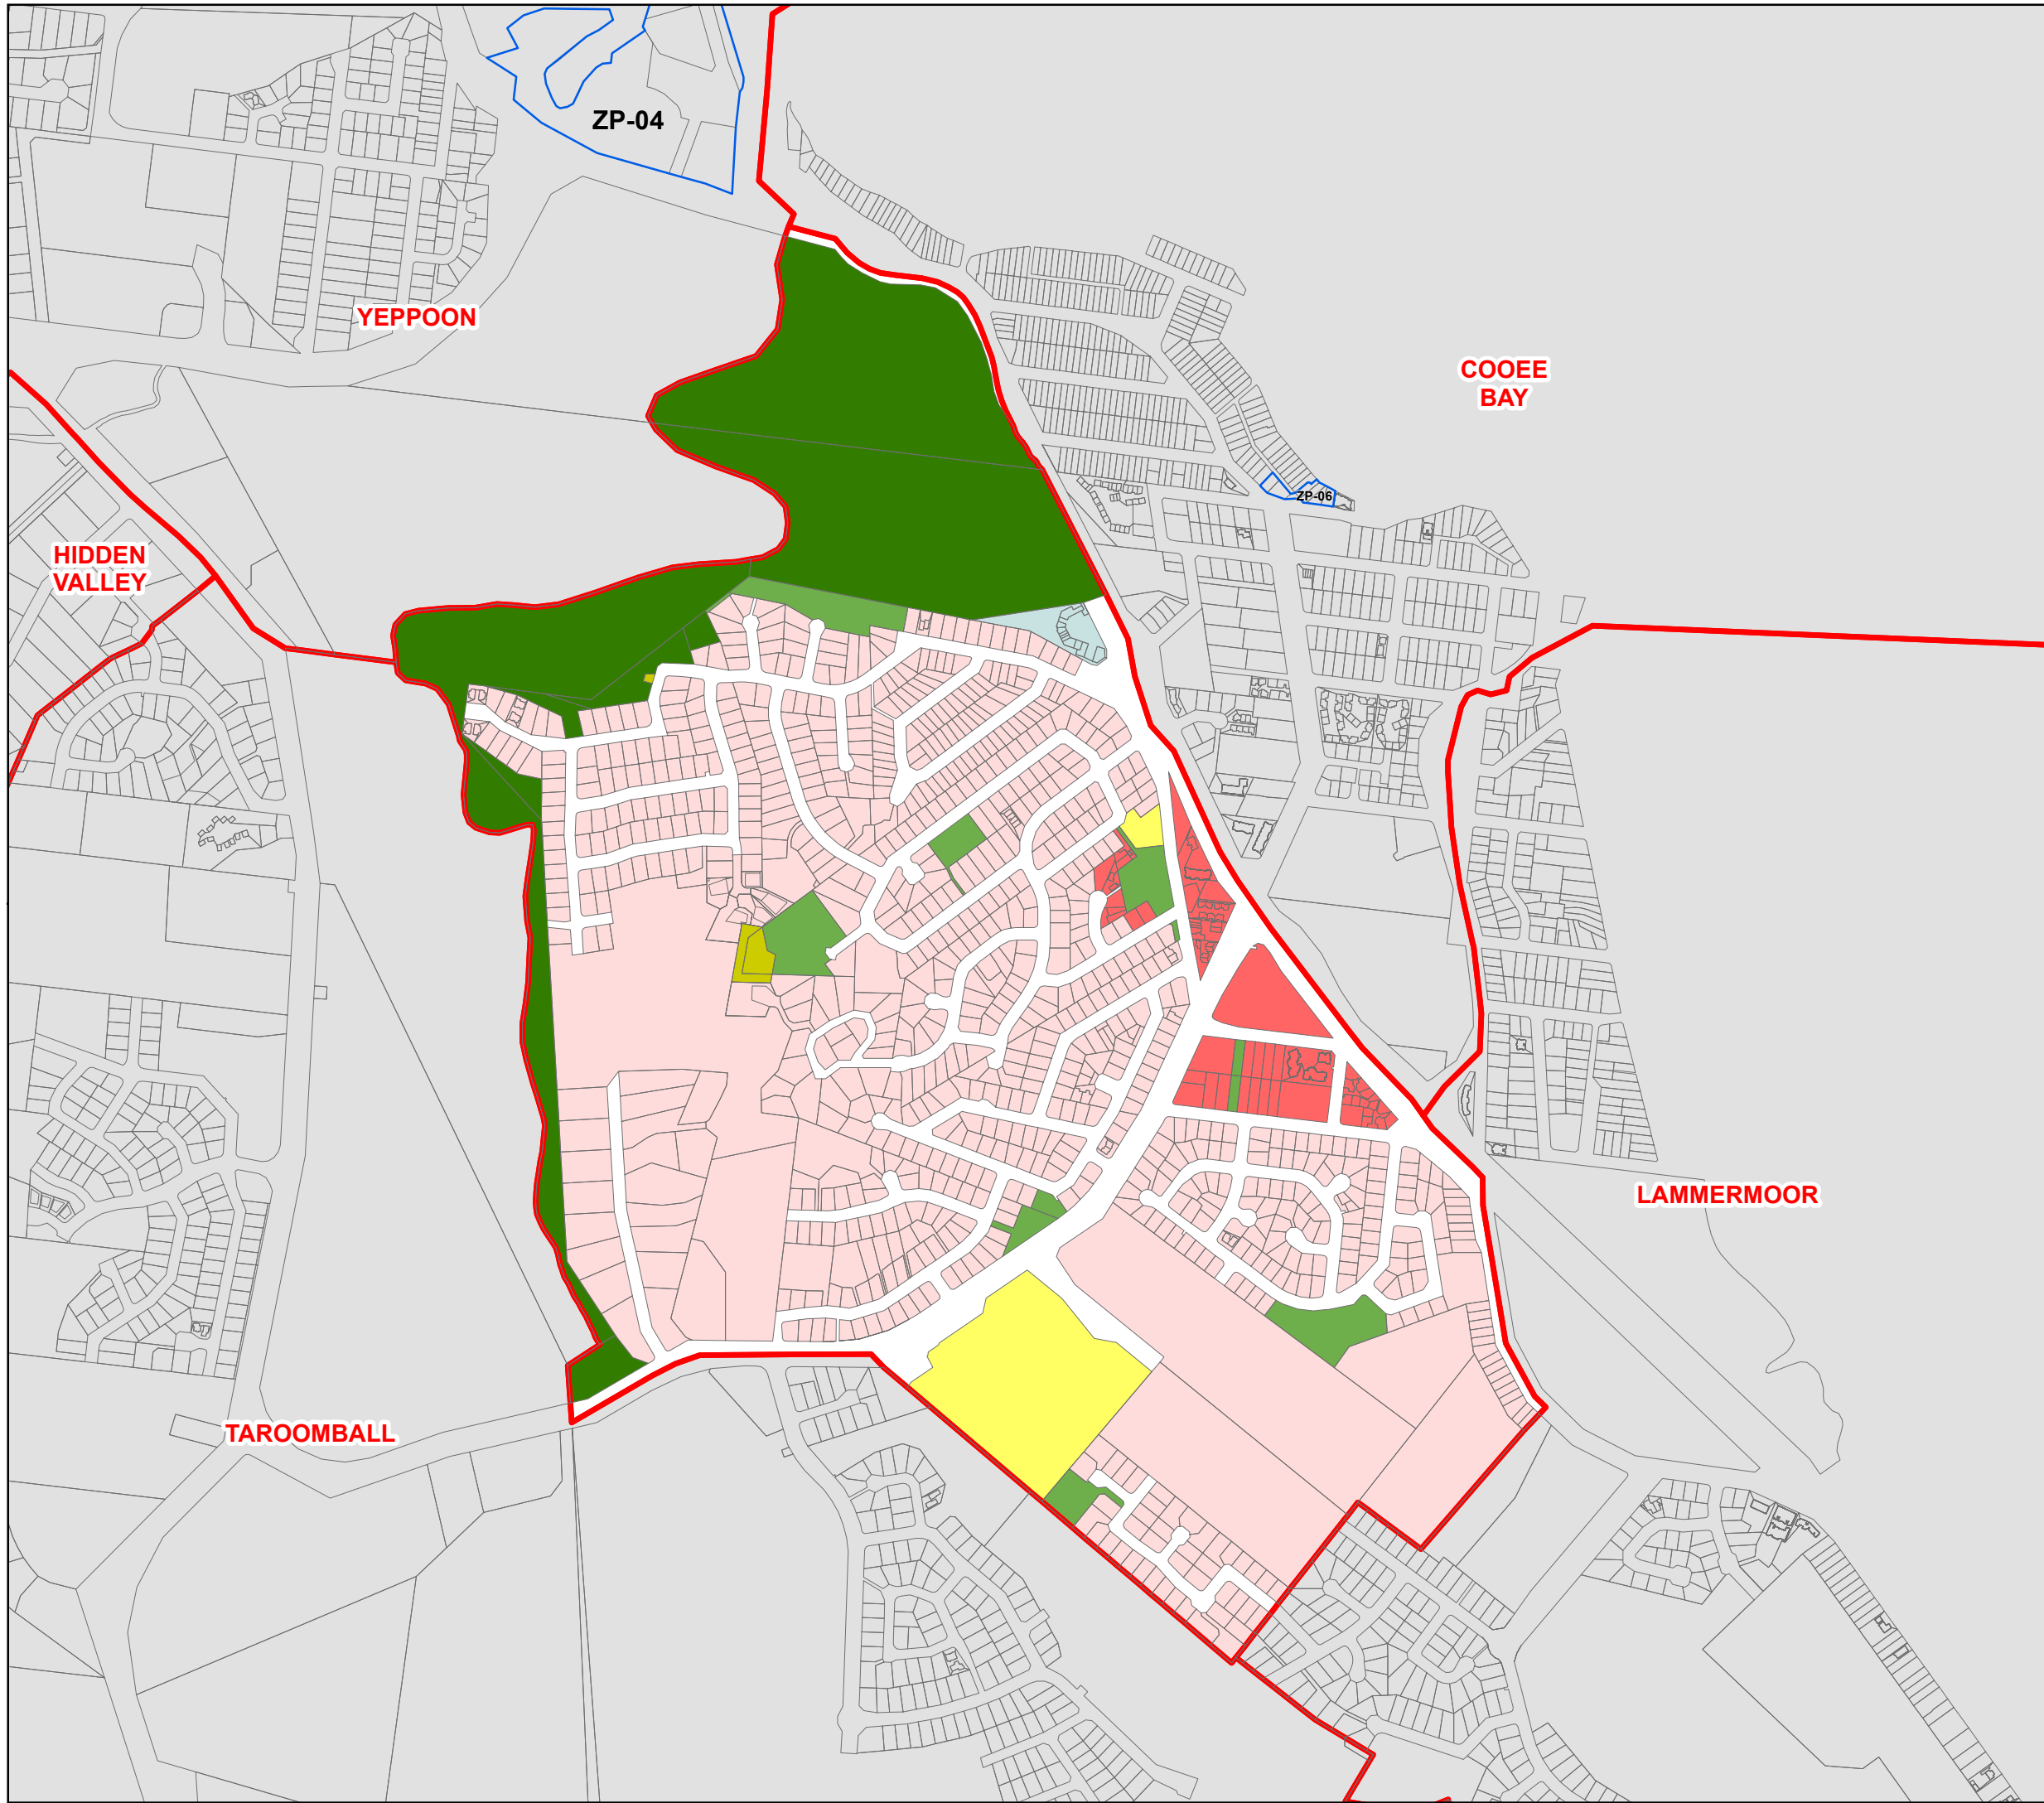 ZP-04
YEPPOON
COOEE
BAY
ZP-06
HIDDEN
VALLEY
LAMMERMOOR
TAROOMBALL